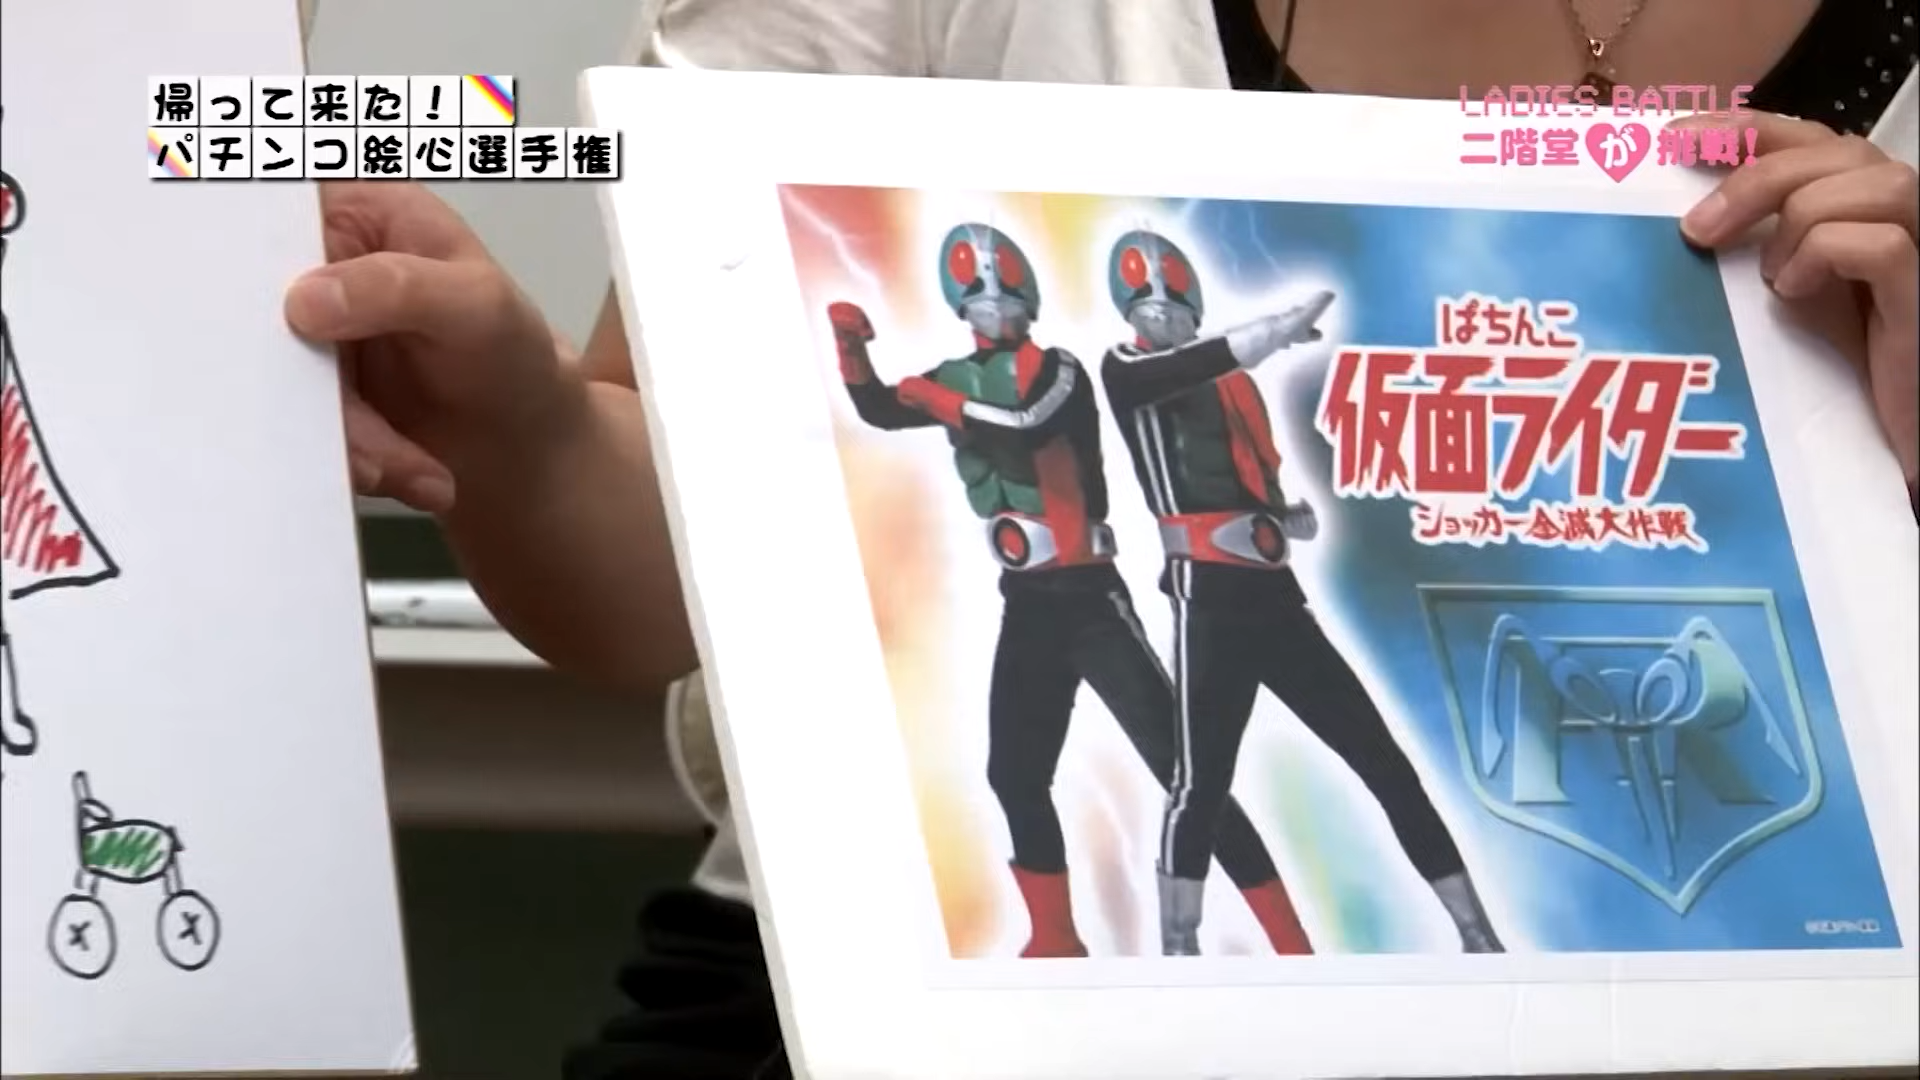 帰って来た!
パチンコ絵心選手権
LADIES BATTLE
二階堂が挑戦!
ぱちんこ
仮面ライダー
ショッカー全滅大作戦